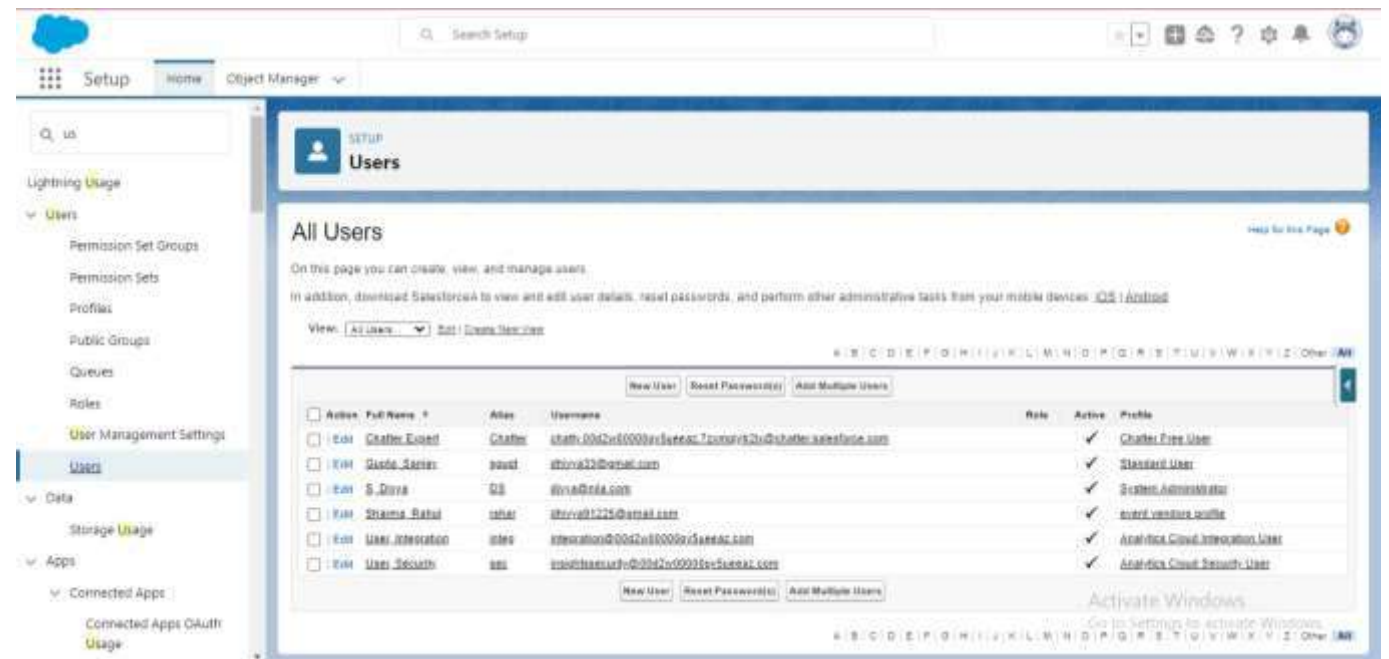 Search Setup
Setup Home Object Manager
us
Lightning Usage
Users
Permission Set Groups
Permission Sets
Profiles
Public Groups
Queues
Roles
User Management Settings
Users
Data
Storage Usage
Apps
Connected Apps
Connected Apps OAuth
Usage
SETUP
Users
All Users
Help for this Page
On this page you can create, view, and manage users.
In addition, download SalesforceA to view and edit user details, reset passwords, and perform other administrative tasks from your mobile devices: iOS | Android
View: All Users Edit | Create New View
A | B | C | D | E | F | G | H | I | J | K | L | M | N | O | P | Q | R | S | T | U | V | W | X | Y | Z | Other | All
New User Reset Password(s) Add Multiple Users
Action Full Name Alias Username Role Active Profile
Edit Chatter Expert Chatter Chatter Free User
Edit Gupta, Standard User
Edit S, Divya DS System Administrator
Edit Sharma, Rahul event vendors profile
Edit User, Integration integ Analytics Cloud Integration User
Edit User, Security sec Analytics Cloud Security User
New User Reset Password(s) Add Multiple Users
Activate Windows
Go to Settings to activate Windows.
A | B | C | D | E | F | G | H | I | J | K | L | M | N | O | P | Q | R | S | T | U | V | W | X | Y | Z | Other | All